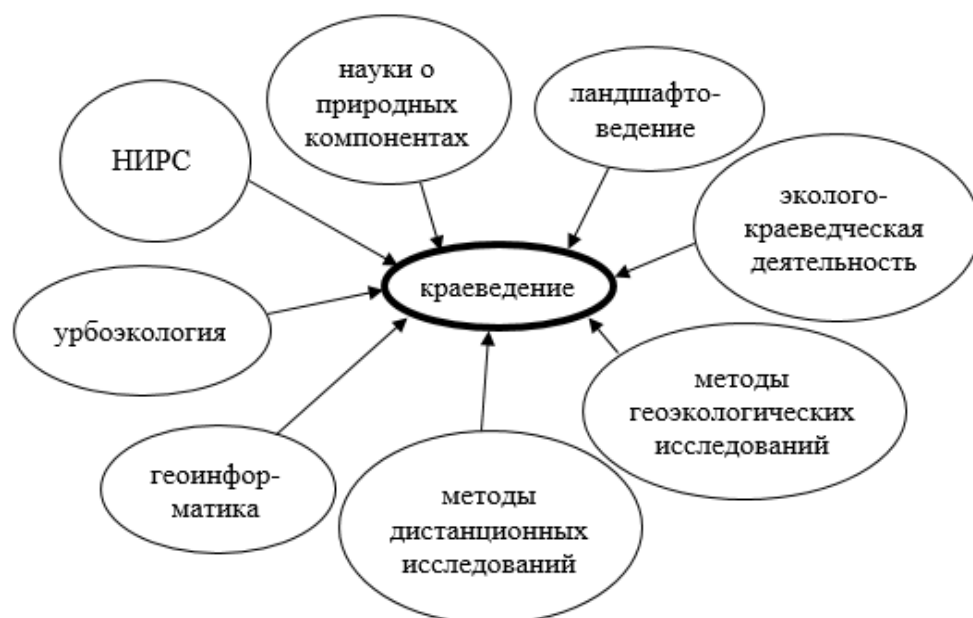 науки о
природных
компонентах
ландшафто-
ведение
НИРС
эколого-
краеведческая
деятельность
краеведение
урбоэкология
методы
геоэкологических
исследований
геоинфор-
матика
методы
дистанционных
исследований